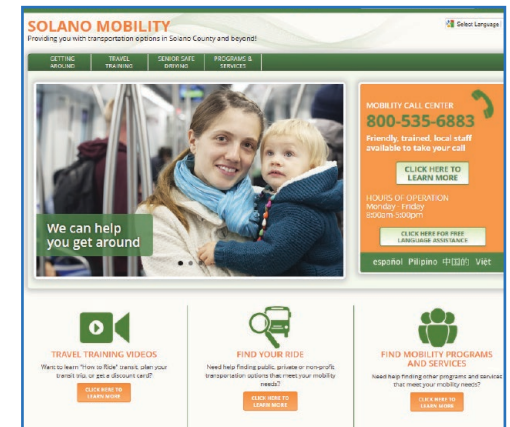 SOLANO MOBILITY
Select Language
Providing you with transportation options in Solano County and beyond!
GETTING AROUND
TRAVEL TRAINING
SENIOR SAFE DRIVING
PROGRAMS & SERVICES
We can help
you get around
MOBILITY CALL CENTER
800-535-6883
Friendly, trained, local staff
available to take your call
CLICK HERE TO
LEARN MORE
HOURS OF OPERATION
Monday - Friday
8:00am-5:00pm
CLICK HERE FOR FREE
LANGUAGE ASSISTANCE
español Pilipino 中国的 Việt
TRAVEL TRAINING VIDEOS
Want to learn "How to Ride" transit, plan your
transit trip, or get a discount card?
CLICK HERE TO
LEARN MORE
FIND YOUR RIDE
Need help finding public, private or non-profit
transportation options that meet your mobility
needs?
CLICK HERE TO
LEARN MORE
FIND MOBILITY PROGRAMS
AND SERVICES
Need help finding other programs and services
that meet your mobility needs?
CLICK HERE TO
LEARN MORE